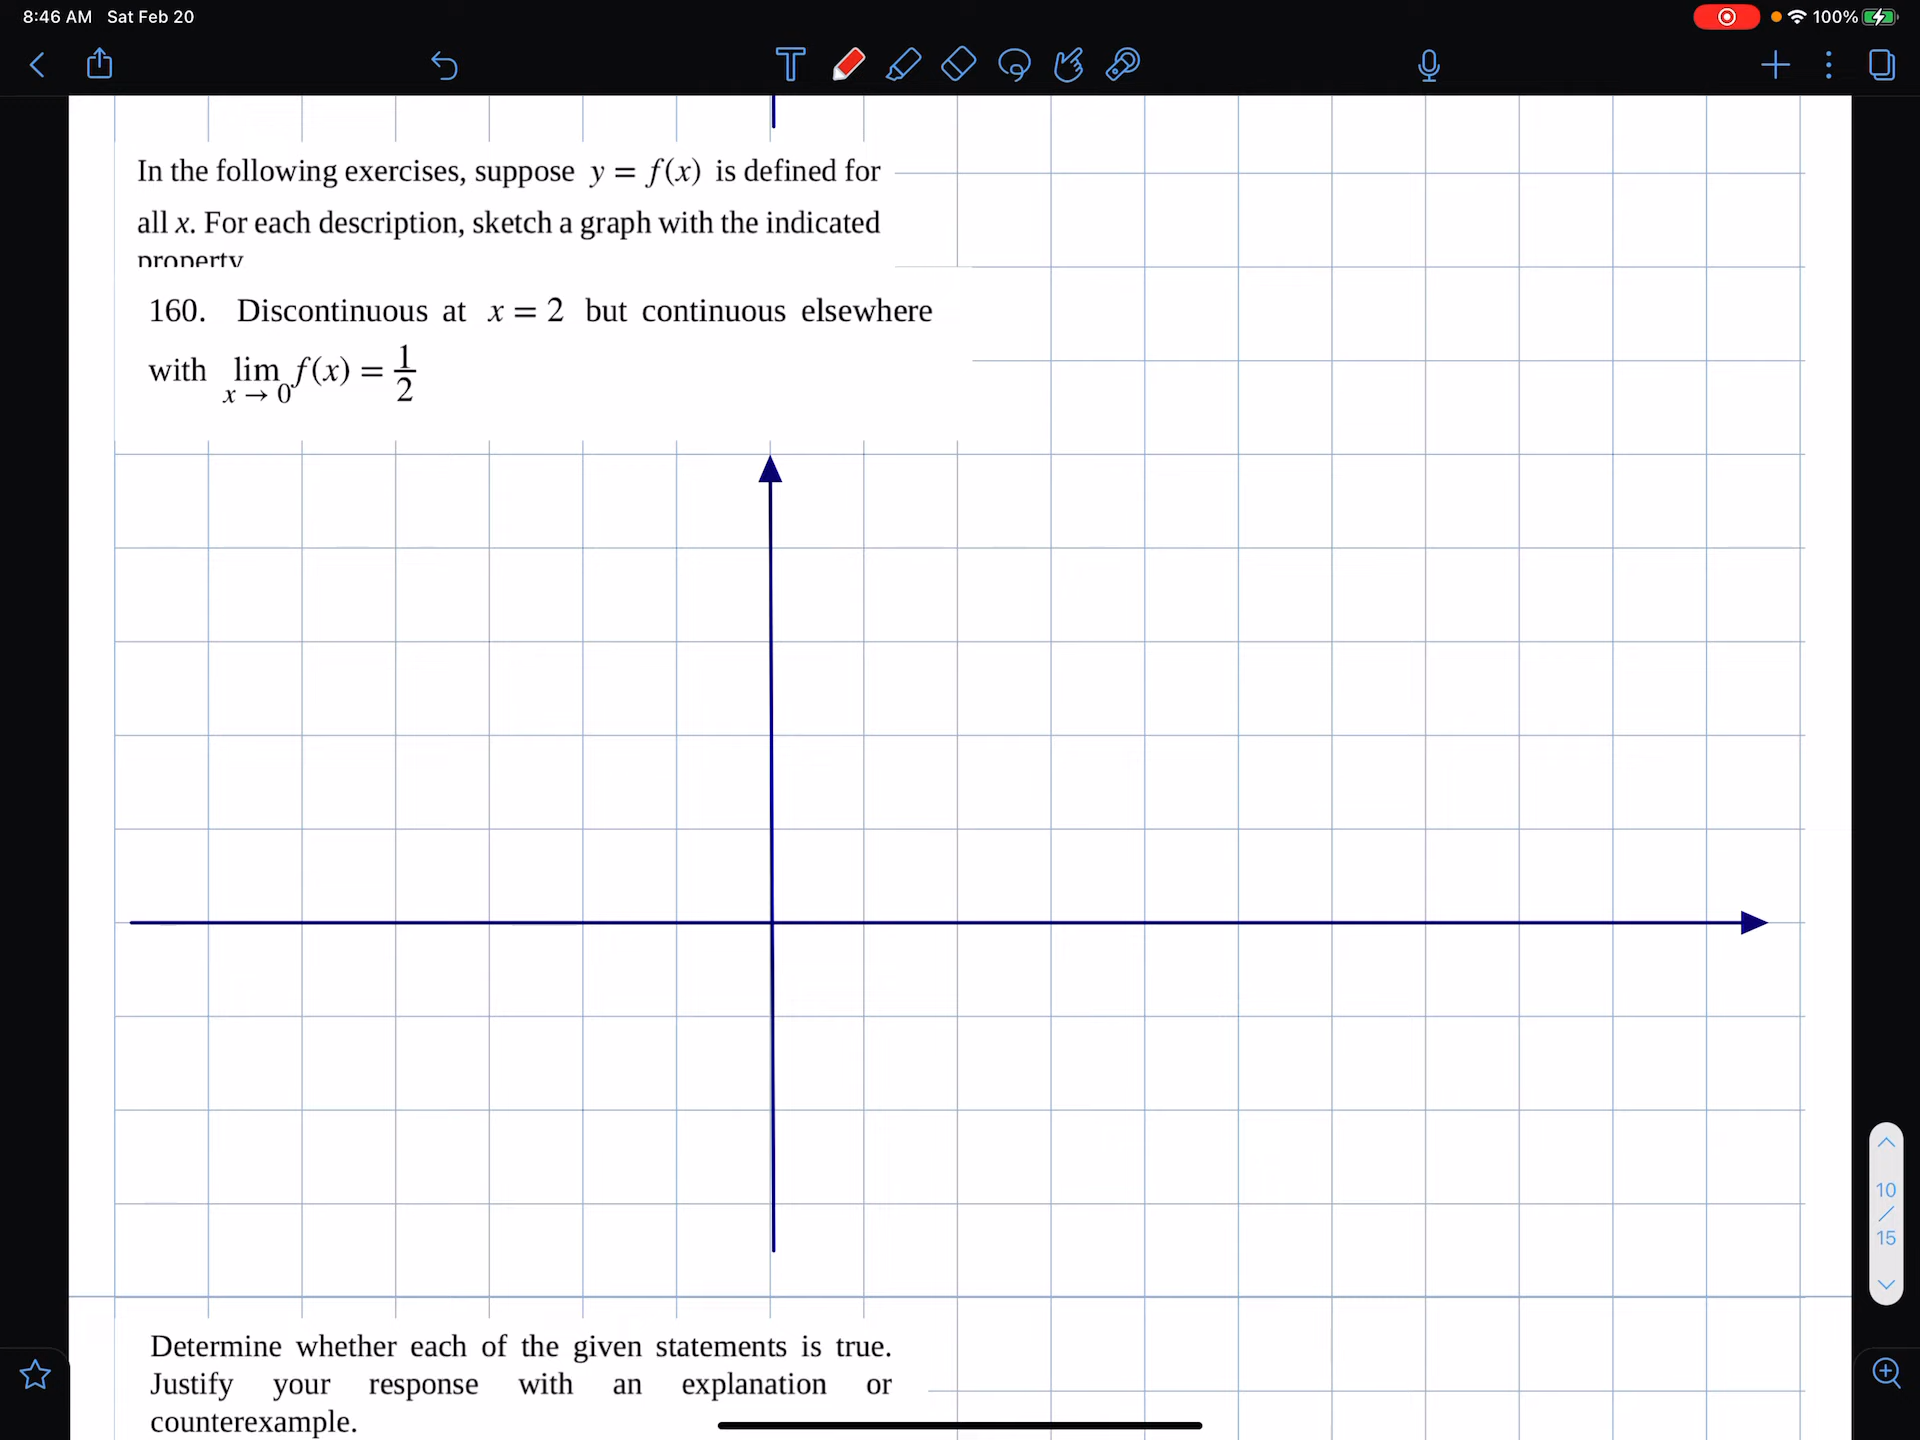 8:46 AM Sat Feb 20
100%
T
In the following exercises, suppose y = f(x) is defined for
all x. For each description, sketch a graph with the indicated
property
160. Discontinuous at x = 2 but continuous elsewhere
with lim x → 0 f(x) = 1/2
10
/
15
Determine whether each of the given statements is true.
Justify your response with an explanation or
counterexample.